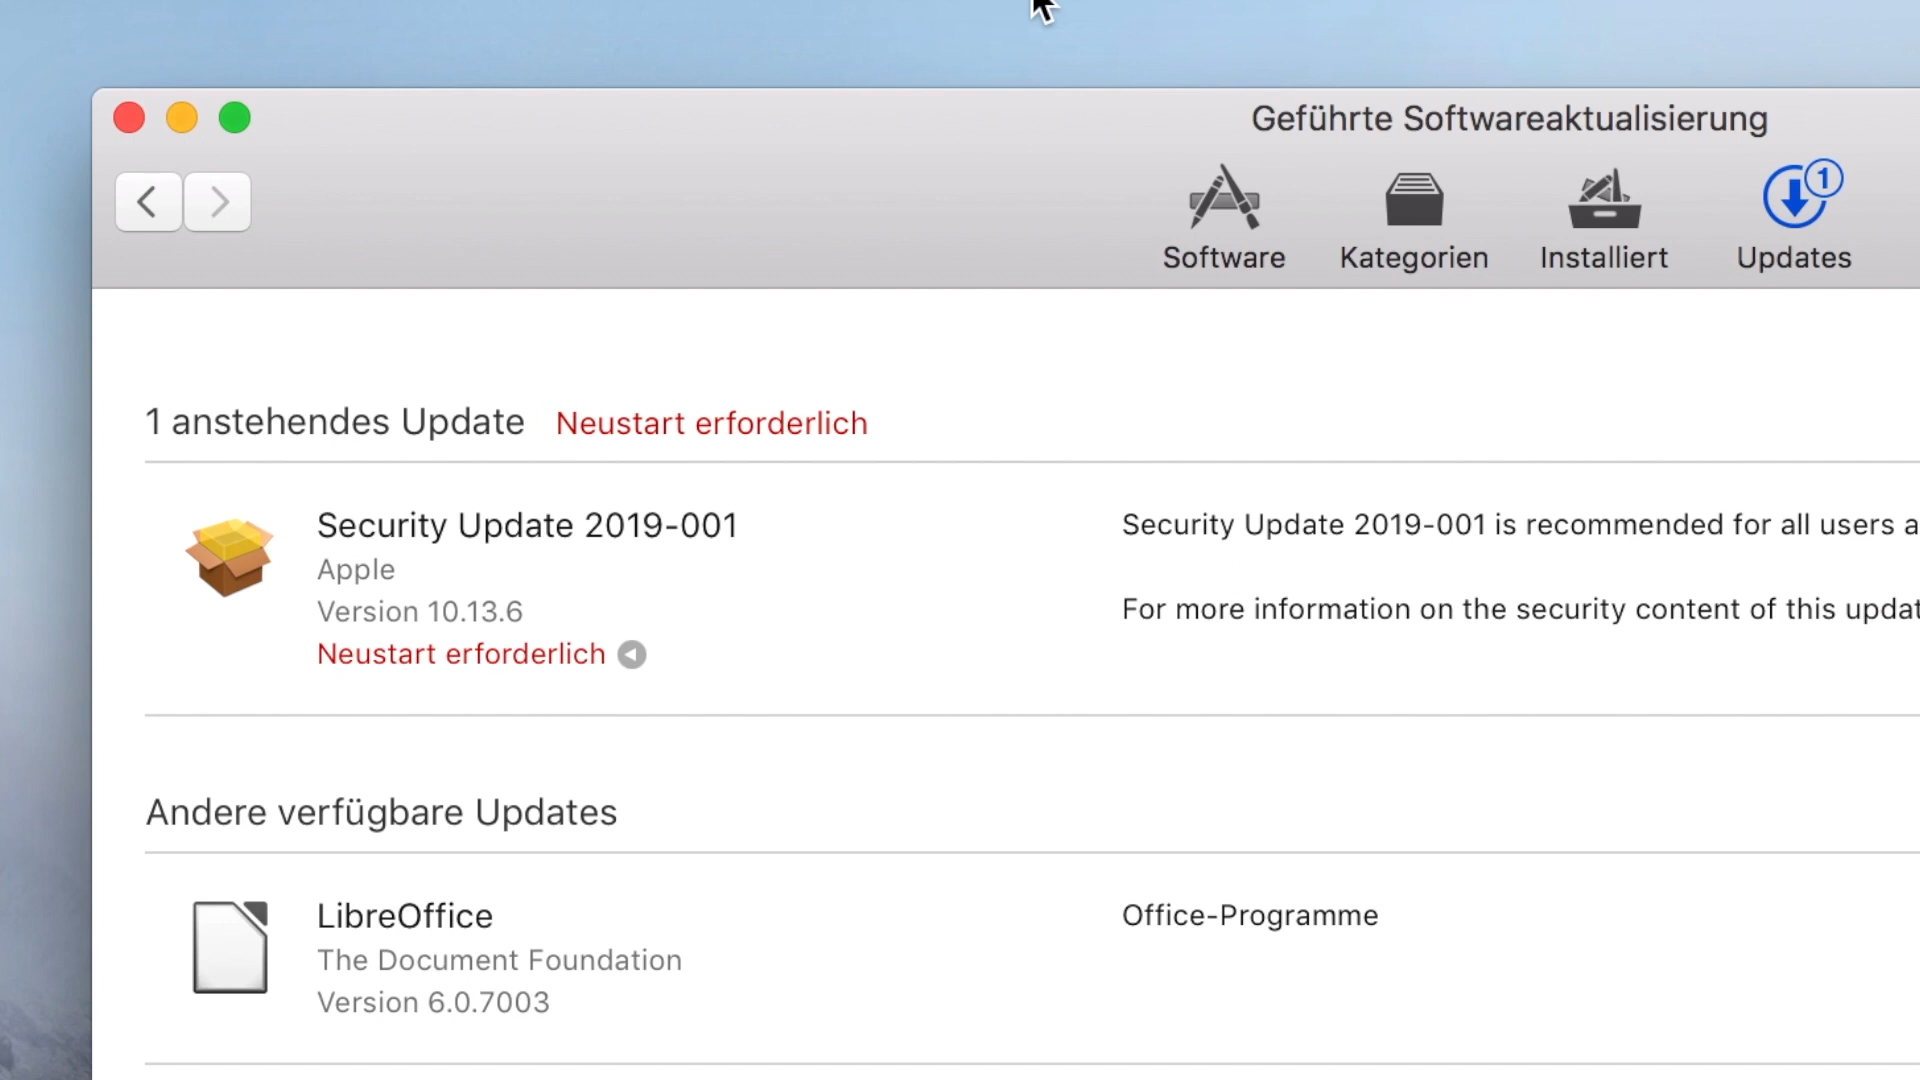 Geführte Softwareaktualisierung
1
Software Kategorien Installiert Updates
1 anstehendes Update Neustart erforderlich
Security Update 2019-001
Apple
Version 10.13.6
Neustart erforderlich
Security Update 2019-001 is recommended for all users a
For more information on the security content of this updat
Andere verfügbare Updates
LibreOffice
The Document Foundation
Version 6.0.7003
Office-Programme